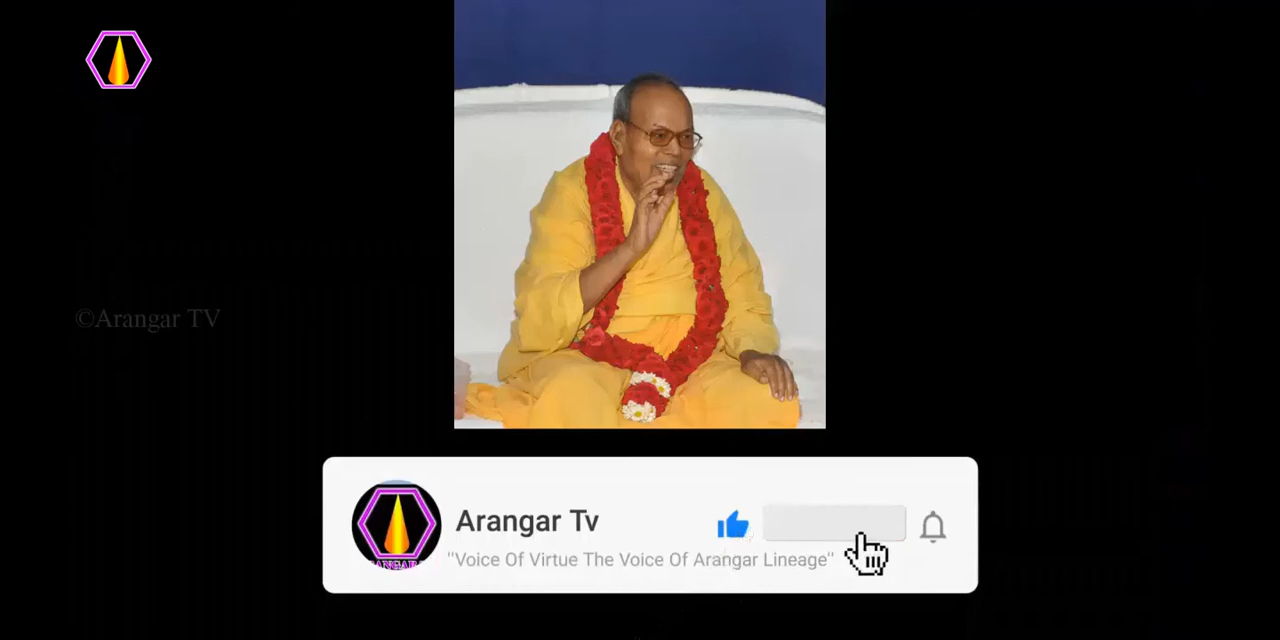 ©Arangar TV
Arangar Tv
"Voice Of Virtue The Voice Of Arangar Lineage"